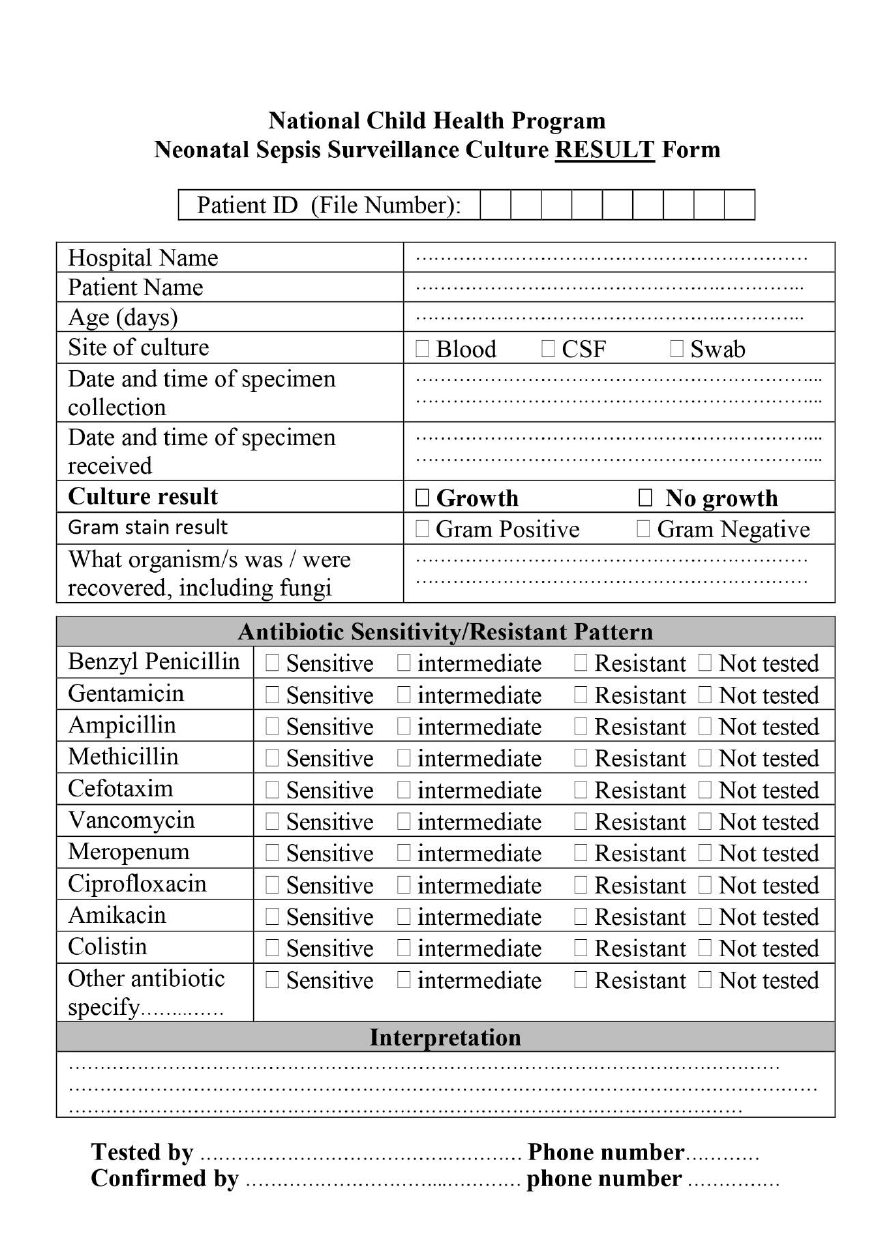 National Child Health Program
Neonatal Sepsis Surveillance Culture RESULT Form
Patient ID (File Number):
Hospital Name ……………………………………………………
Patient Name ………………………………………………………..
Age (days) ………………………………………………………..
Site of culture □ Blood □ CSF □ Swab
Date and time of specimen ………………………………………………………...
collection ………………………………………………………...
Date and time of specimen ………………………………………………………...
received ………………………………………………………...
Culture result □ Growth □ No growth
Gram stain result □ Gram Positive □ Gram Negative
What organism/s was / were ……………………………………………………
recovered, including fungi ……………………………………………………
Antibiotic Sensitivity/Resistant Pattern
Benzyl Penicillin □ Sensitive □ intermediate □ Resistant □ Not tested
Gentamicin □ Sensitive □ intermediate □ Resistant □ Not tested
Ampicillin □ Sensitive □ intermediate □ Resistant □ Not tested
Methicillin □ Sensitive □ intermediate □ Resistant □ Not tested
Cefotaxim □ Sensitive □ intermediate □ Resistant □ Not tested
Vancomycin □ Sensitive □ intermediate □ Resistant □ Not tested
Meropenum □ Sensitive □ intermediate □ Resistant □ Not tested
Ciprofloxacin □ Sensitive □ intermediate □ Resistant □ Not tested
Amikacin □ Sensitive □ intermediate □ Resistant □ Not tested
Colistin □ Sensitive □ intermediate □ Resistant □ Not tested
Other antibiotic □ Sensitive □ intermediate □ Resistant □ Not tested
specify……..……
Interpretation
……………………………………………………………………………………………………
…………………………………………………………………………………………………………
………………………………………………………………………………………………
Tested by …………………………………..………… Phone number…………
Confirmed by …………………………...………… phone number ……………